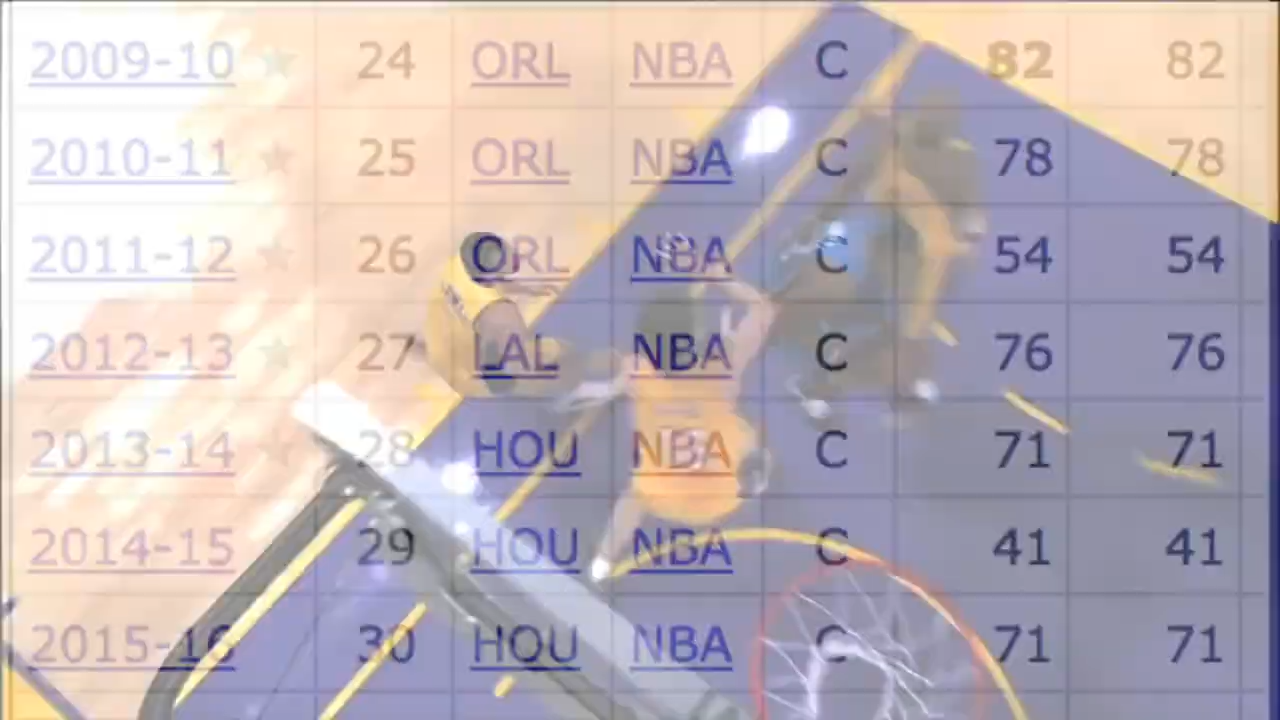 2009-10 ★ 24 ORL NBA C 82 82
2010-11 ★ 25 ORL NBA C 78 78
2011-12 ★ 26 ORL NBA C 54 54
2012-13 ★ 27 LAL NBA C 76 76
2013-14 ★ 28 HOU NBA C 71 71
2014-15 29 HOU NBA C 41 41
2015-16 30 HOU NBA C 71 71